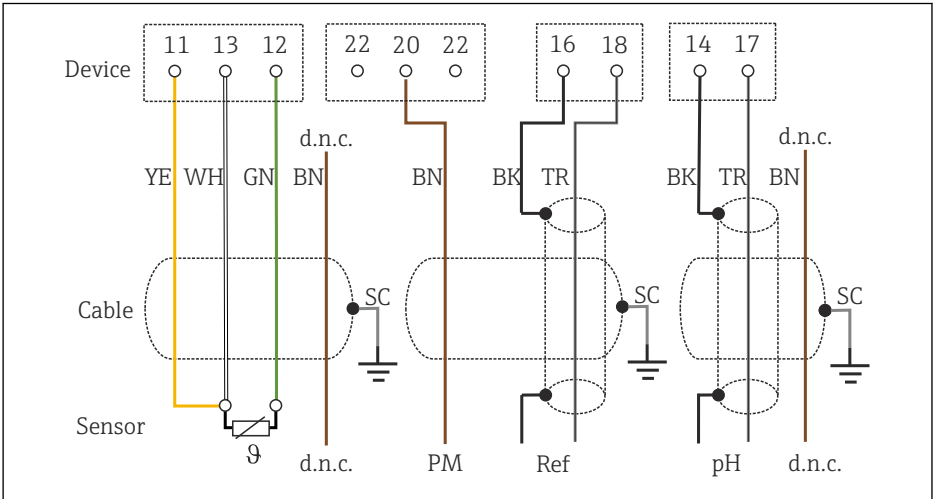 11 13 12 22 20 22 16 18 14 17
Device
d.n.c. d.n.c.
YE WH GN BN BN BK TR BK TR BN
SC SC SC
Cable
Sensor
ϑ d.n.c. PM Ref pH d.n.c.